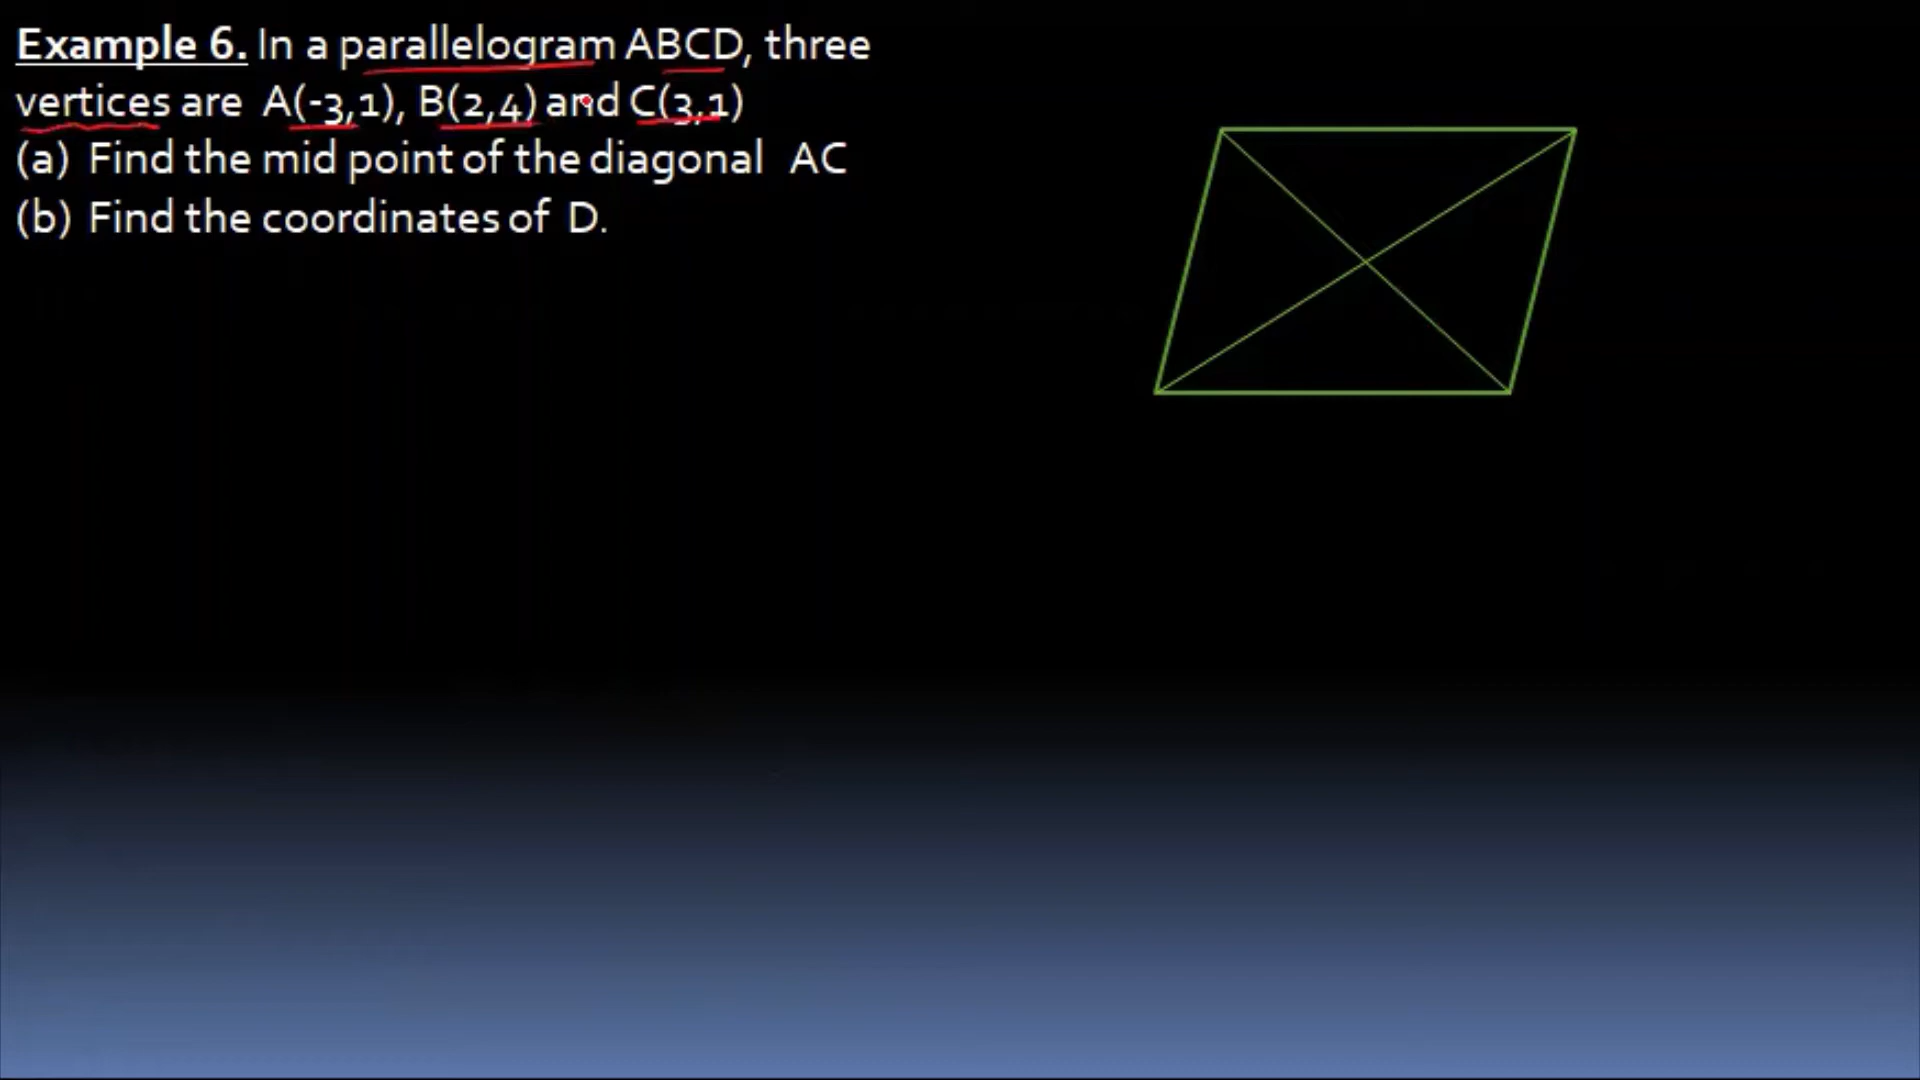 Example 6. In a parallelogram ABCD, three
vertices are A(-3,1), B(2,4) and C(3,1)
(a) Find the mid point of the diagonal AC
(b) Find the coordinates of D.